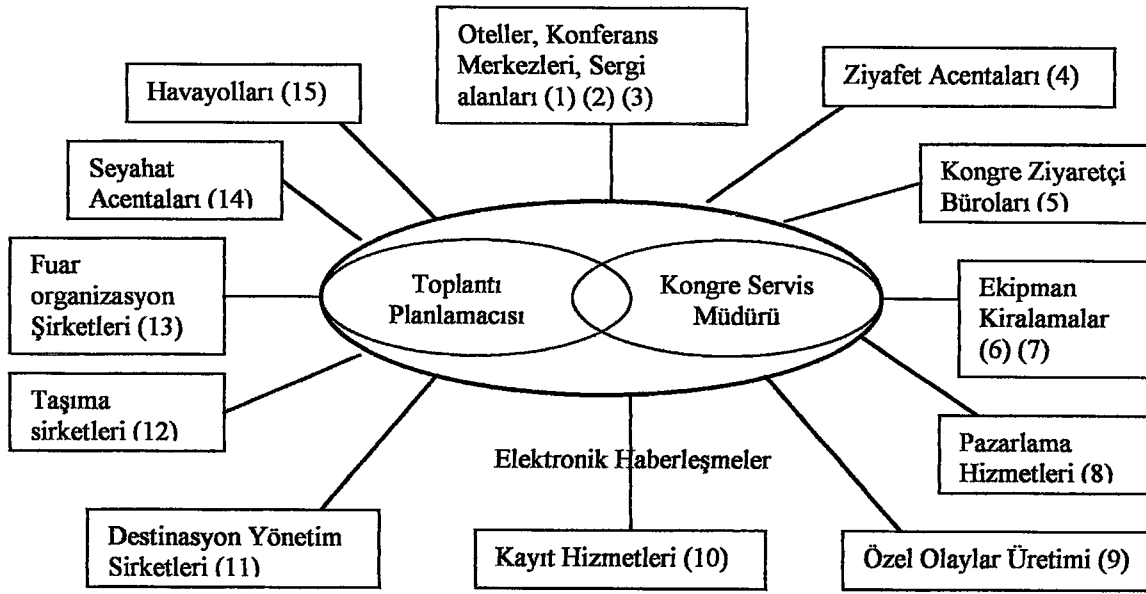 Oteller, Konferans
Merkezleri, Sergi
alanları (1) (2) (3)
Ziyafet Acentaları (4)
Havayolları (15)
Seyahat
Acentaları (14)
Kongre Ziyaretçi
Büroları (5)
Fuar
organizasyon
Şirketleri (13)
Toplantı
Planlamacısı
Kongre Servis
Müdürü
Ekipman
Kiralamalar
(6) (7)
Taşıma
sirketleri (12)
Pazarlama
Hizmetleri (8)
Elektronik Haberleşmeler
Destinasyon Yönetim
Sirketleri (11)
Kayıt Hizmetleri (10)
Özel Olaylar Üretimi (9)